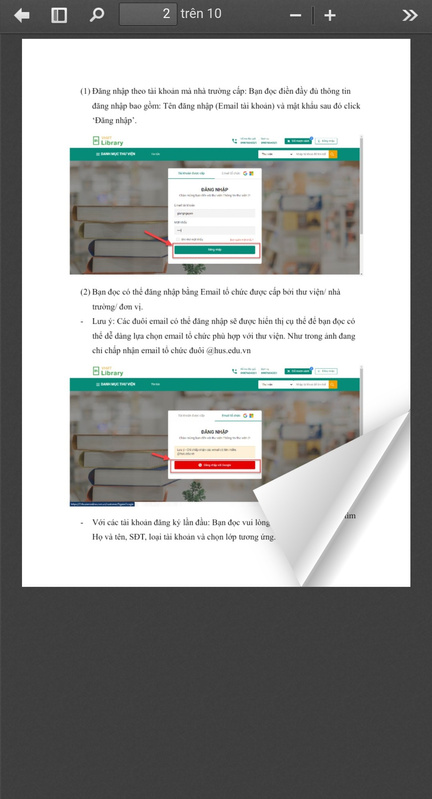 2 trên 10
(1) Đăng nhập theo tài khoản mà nhà trường cấp: Bạn đọc điền đầy đủ thông tin
đăng nhập bao gồm: Tên đăng nhập (Email tài khoản) và mật khẩu sau đó click
‘Đăng nhập’.
Library
DANH MỤC THƯ VIỆN
ĐĂNG NHẬP
Đăng nhập
(2) Bạn đọc có thể đăng nhập bằng Email tổ chức được cấp bởi thư viện/ nhà
trường/ đơn vị.
- Lưu ý: Các đuôi email có thể đăng nhập sẽ được hiển thị cụ thể để bạn đọc có
thể dễ dàng lựa chọn email tổ chức phù hợp với thư viện. Như trong ảnh đang
chỉ chấp nhận email tổ chức đuôi @hus.edu.vn
Library
DANH MỤC THƯ VIỆN
ĐĂNG NHẬP
Đăng nhập với Google
- Với các tài khoản đăng ký lần đầu: Bạn đọc vui lòng
Họ và tên, SĐT, loại tài khoản và chọn lớp tương ứng.